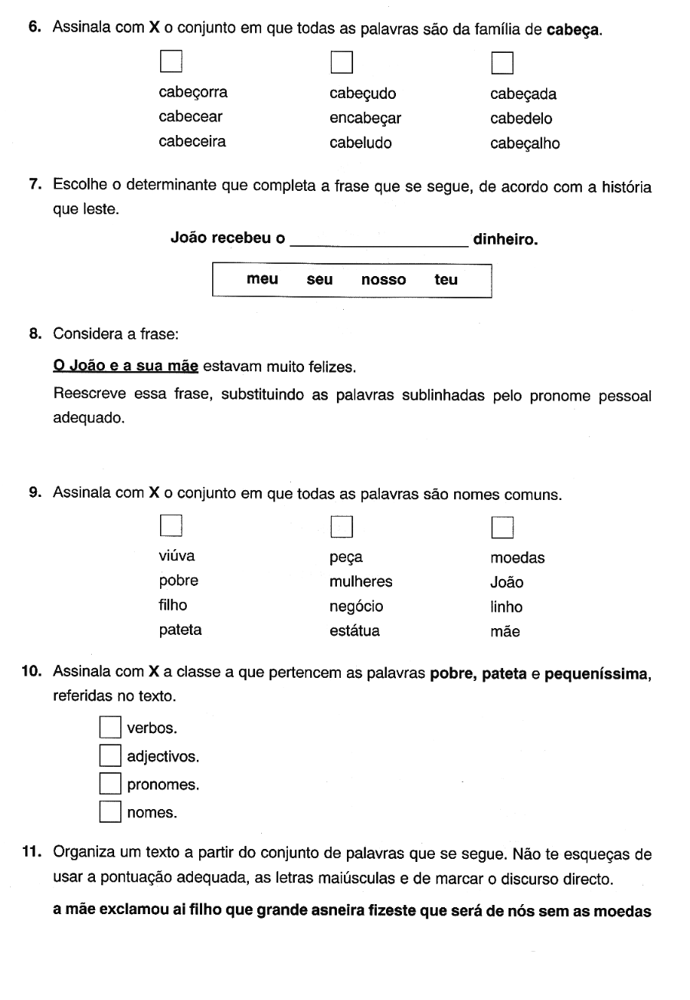 6. Assinala com X o conjunto em que todas as palavras são da família de cabeça.
cabeçorra cabeçudo cabeçada
cabecear encabeçar cabedelo
cabeceira cabeludo cabeçalho
7. Escolhe o determinante que completa a frase que se segue, de acordo com a história
que leste.
João recebeu o ____________________ dinheiro.
meu seu nosso teu
8. Considera a frase:
O João e a sua mãe estavam muito felizes.
Reescreve essa frase, substituindo as palavras sublinhadas pelo pronome pessoal
adequado.
9. Assinala com X o conjunto em que todas as palavras são nomes comuns.
viúva peça moedas
pobre mulheres João
filho negócio linho
pateta estátua mãe
10. Assinala com X a classe a que pertencem as palavras pobre, pateta e pequeníssima,
referidas no texto.
verbos.
adjectivos.
pronomes.
nomes.
11. Organiza um texto a partir do conjunto de palavras que se segue. Não te esqueças de
usar a pontuação adequada, as letras maiúsculas e de marcar o discurso directo.
a mãe exclamou ai filho que grande asneira fizeste que será de nós sem as moedas